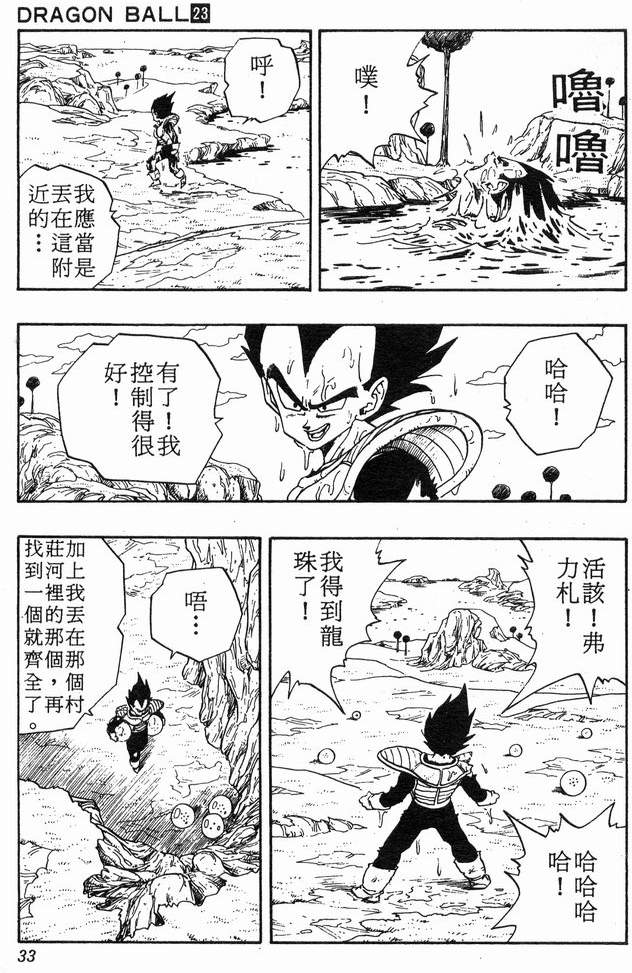 DRAGON BALL 23
嚕
嚕
噗！
呼！
我應當是
丟在這附
近的…
哈
哈！
有了！我
控制得很
好！
活該！弗
力札！
我得到龍
珠了！
哈哈哈
哈！
唔…
加上我丟在那個村
莊河裡的那個，再
找到一個就齊全了。
33